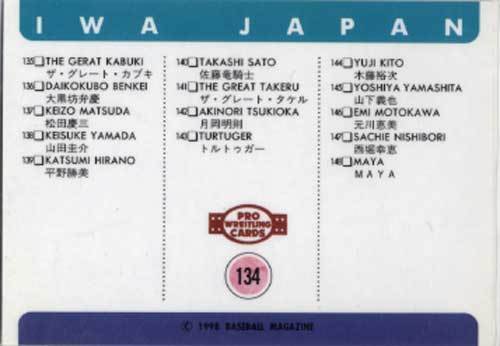 IWA JAPAN
135 THE GERAT KABUKI
ザ・グレート・カブキ
136 DAIKOKUBO BENKEI
大黒坊弁慶
137 KEIZO MATSUDA
松田慶三
138 KEISUKE YAMADA
山田圭介
139 KATSUMI HIRANO
平野勝美
140 TAKASHI SATO
佐藤竜騎士
141 THE GREAT TAKERU
ザ・グレート・タケル
142 AKINORI TSUKIOKA
月岡明則
143 TURTUGER
トルトゥガー
144 YUJI KITO
木藤裕次
145 YOSHIYA YAMASHITA
山下義也
146 EMI MOTOKAWA
元川恵美
147 SACHIE NISHIBORI
西堀幸恵
148 MAYA
MAYA
PRO
WRESTLING
CARDS
134
© 1998 BASEBALL MAGAZINE